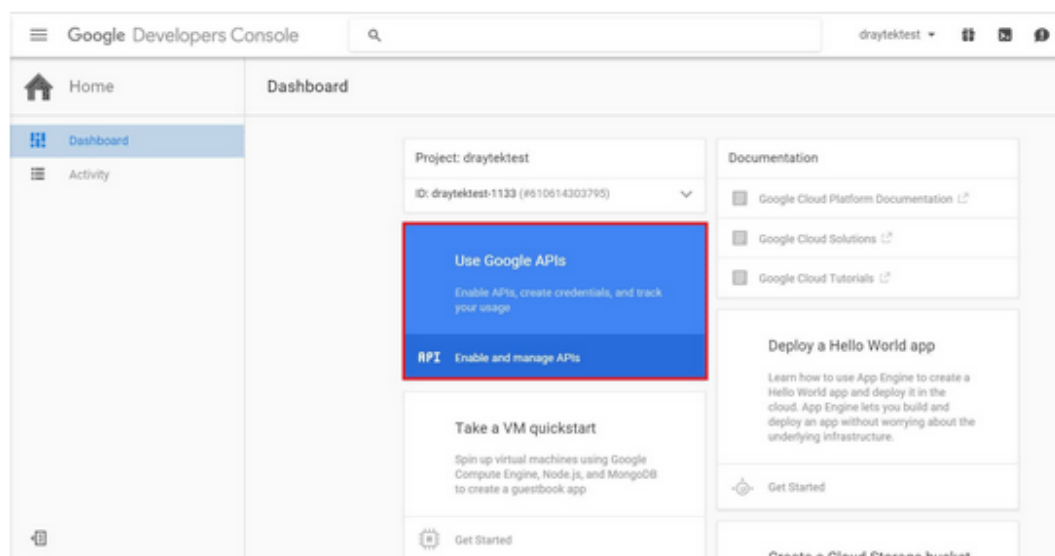 Google Developers Console
draytektest
Home
Dashboard
Dashboard
Activity
Project: draytektest
ID: draytektest-1133 (#610614303795)
Use Google APIs
Enable APIs, create credentials, and track
your usage
API Enable and manage APIs
Take a VM quickstart
Spin up virtual machines using Google
Compute Engine, Node.js, and MongoDB
to create a guestbook app
Get Started
Documentation
Google Cloud Platform Documentation
Google Cloud Solutions
Google Cloud Tutorials
Deploy a Hello World app
Learn how to use App Engine to create a
Hello World app and deploy it in the
cloud. App Engine lets you build and
deploy an app without worrying about the
underlying infrastructure.
Get Started
Create a Cloud Storage bucket